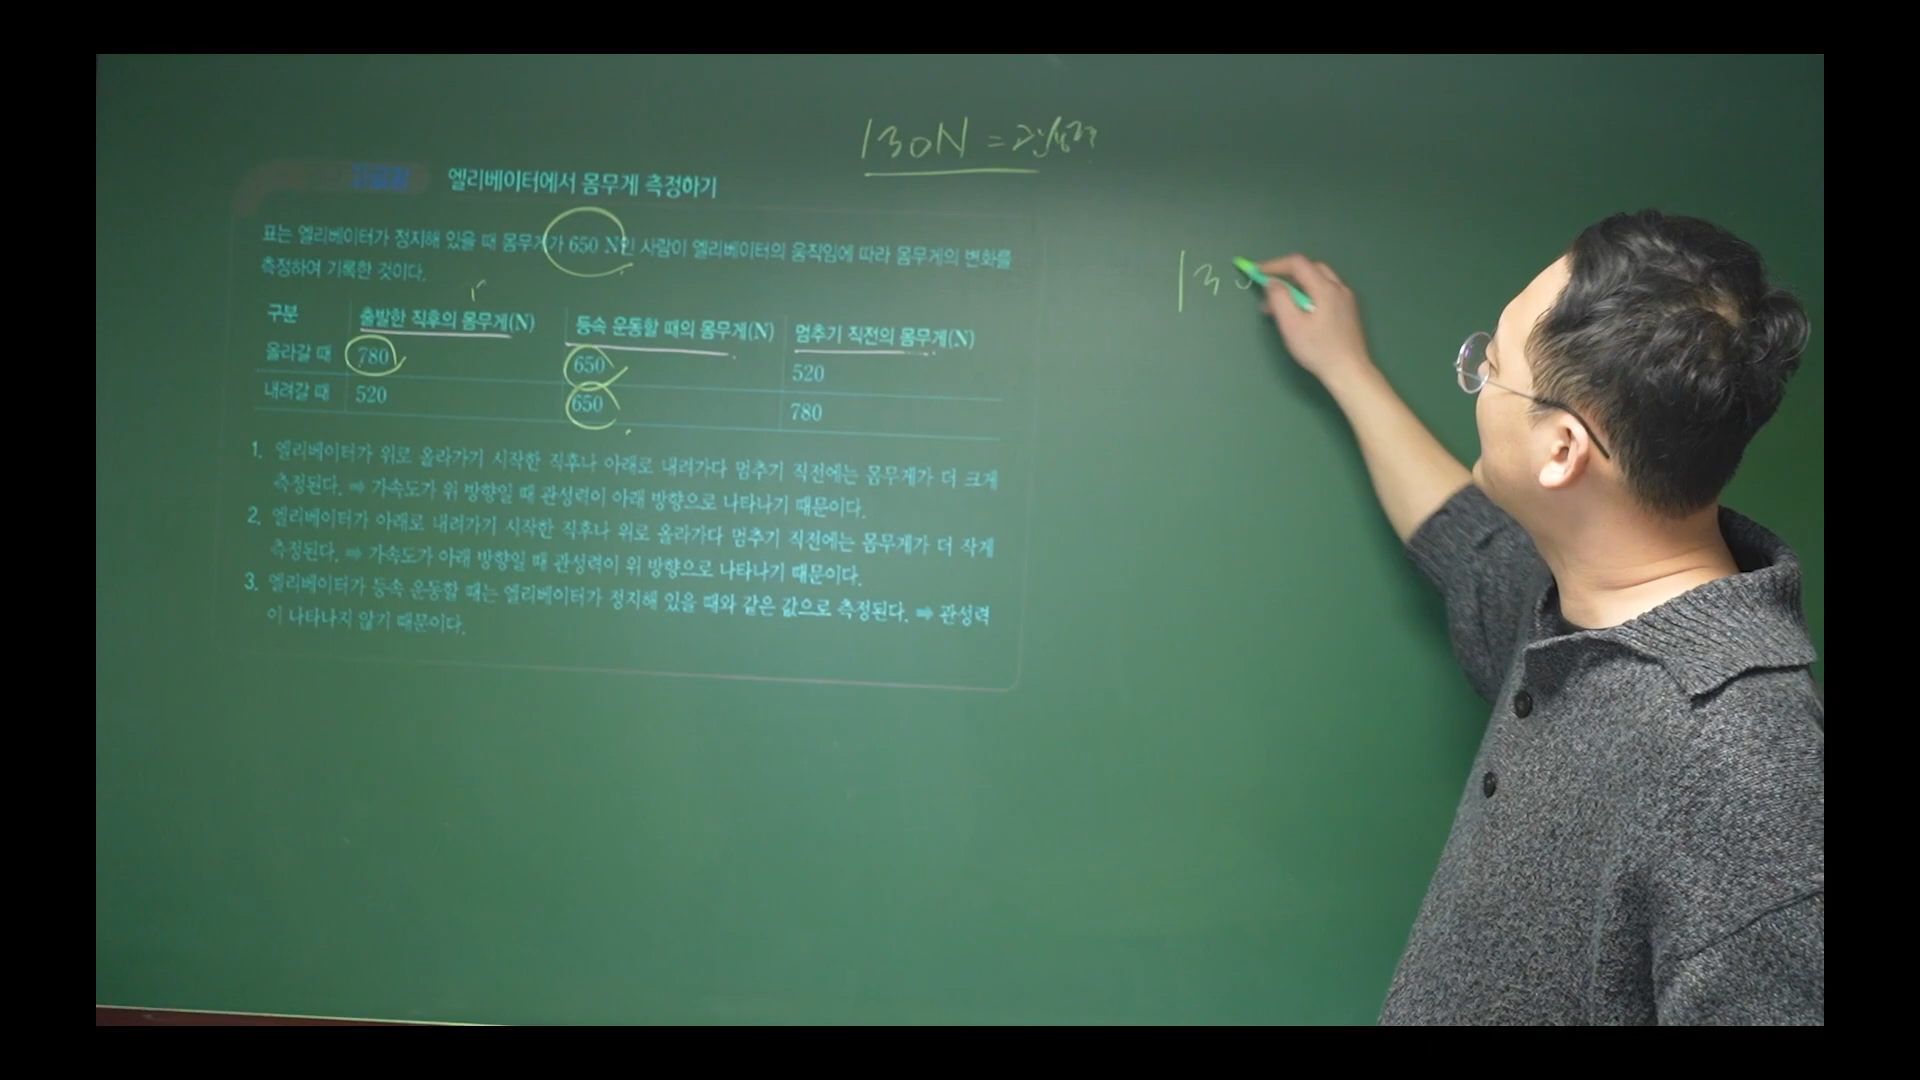 130N = 관성력
엘리베이터에서 몸무게 측정하기
표는 엘리베이터가 정지해 있을 때 몸무게가 650 N인 사람이 엘리베이터의 움직임에 따라 몸무게의 변화를
측정하여 기록한 것이다.
130
구분 출발한 직후의 몸무게(N) 등속 운동할 때의 몸무게(N) 멈추기 직전의 몸무게(N)
올라갈 때 780 650 520
내려갈 때 520 650 780
1. 엘리베이터가 위로 올라가기 시작한 직후나 아래로 내려가다 멈추기 직전에는 몸무게가 더 크게
측정된다. ➡ 가속도가 위 방향일 때 관성력이 아래 방향으로 나타나기 때문이다.
2. 엘리베이터가 아래로 내려가기 시작한 직후나 위로 올라가다 멈추기 직전에는 몸무게가 더 작게
측정된다. ➡ 가속도가 아래 방향일 때 관성력이 위 방향으로 나타나기 때문이다.
3. 엘리베이터가 등속 운동할 때는 엘리베이터가 정지해 있을 때와 같은 값으로 측정된다. ➡ 관성력
이 나타나지 않기 때문이다.